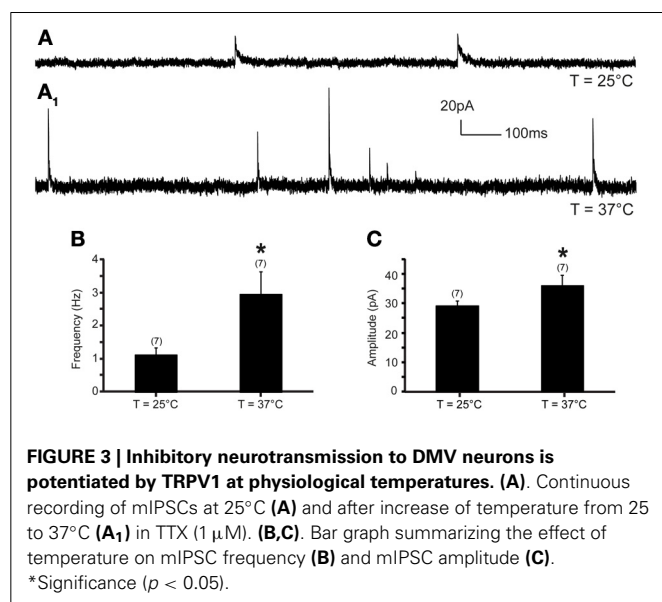 A
T = 25°C
A1
20pA
100ms
T = 37°C
B
*
(7)
(7)
4
3
2
1
0
Frequency (Hz)
T = 25°C
T = 37°C
C
*
(7)
(7)
40
35
30
25
20
15
10
5
0
Amplitude (pA)
T = 25°C
T = 37°C
FIGURE 3 | Inhibitory neurotransmission to DMV neurons is
potentiated by TRPV1 at physiological temperatures. (A). Continuous
recording of mIPSCs at 25°C (A) and after increase of temperature from 25
to 37°C (A1) in TTX (1 μM). (B,C). Bar graph summarizing the effect of
temperature on mIPSC frequency (B) and mIPSC amplitude (C).
*Significance (p < 0.05).